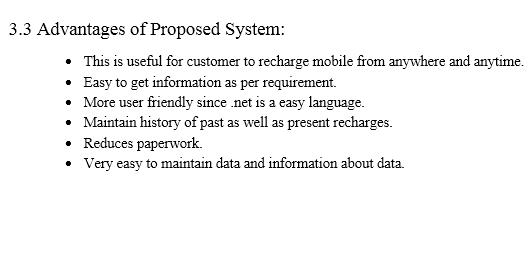 3.3 Advantages of Proposed System:
• This is useful for customer to recharge mobile from anywhere and anytime.
• Easy to get information as per requirement.
• More user friendly since .net is a easy language.
• Maintain history of past as well as present recharges.
• Reduces paperwork.
• Very easy to maintain data and information about data.